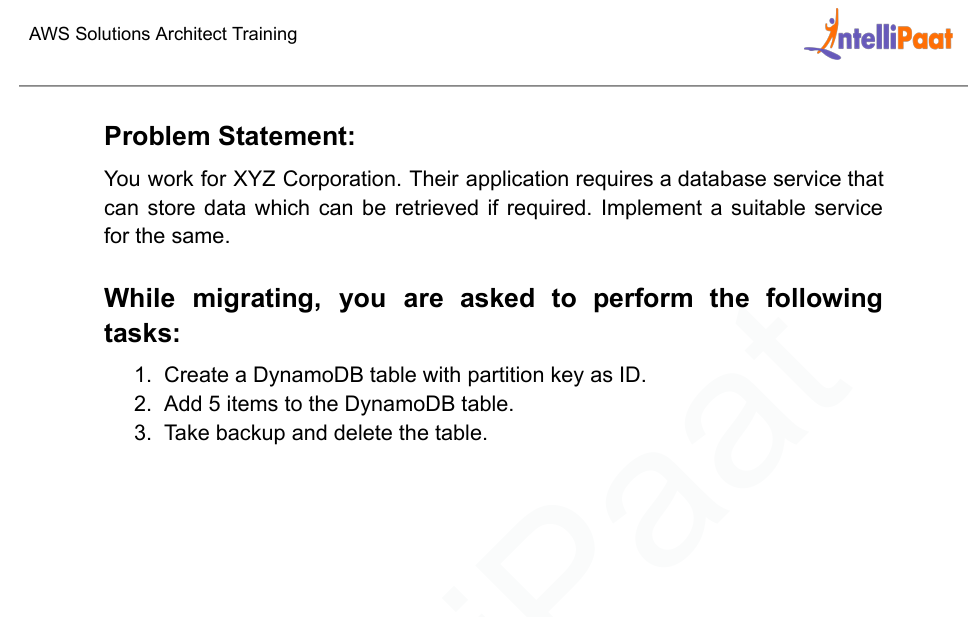 AWS Solutions Architect Training
IntelliPaat
Problem Statement:
You work for XYZ Corporation. Their application requires a database service that
can store data which can be retrieved if required. Implement a suitable service
for the same.
While migrating, you are asked to perform the following
tasks:
1. Create a DynamoDB table with partition key as ID.
2. Add 5 items to the DynamoDB table.
3. Take backup and delete the table.
iPaat